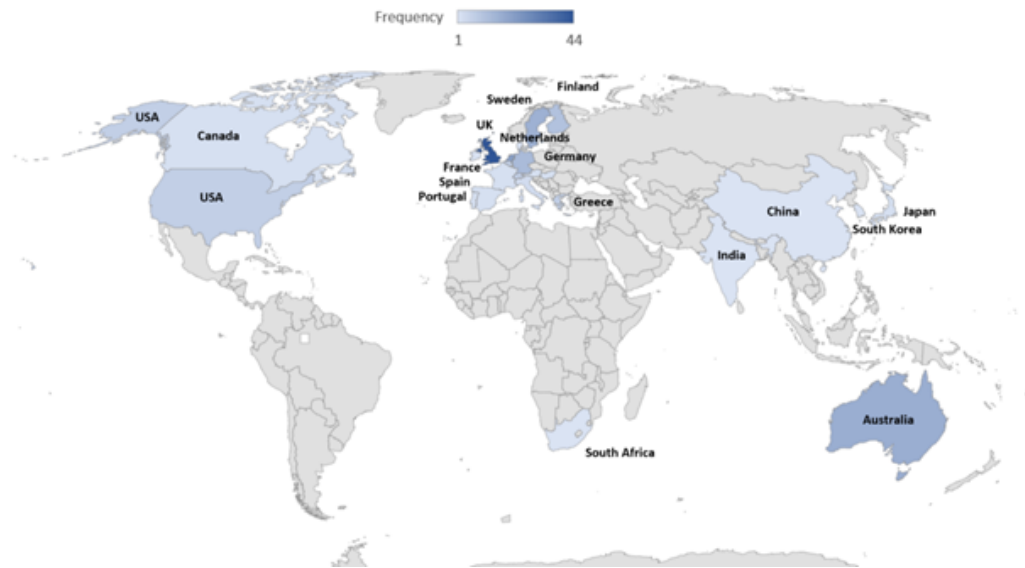 Frequency
1 44
Finland
Sweden
USA
UK
Canada
Netherlands
Germany
France
Spain
USA
Portugal
Greece
China
Japan
South Korea
India
Australia
South Africa